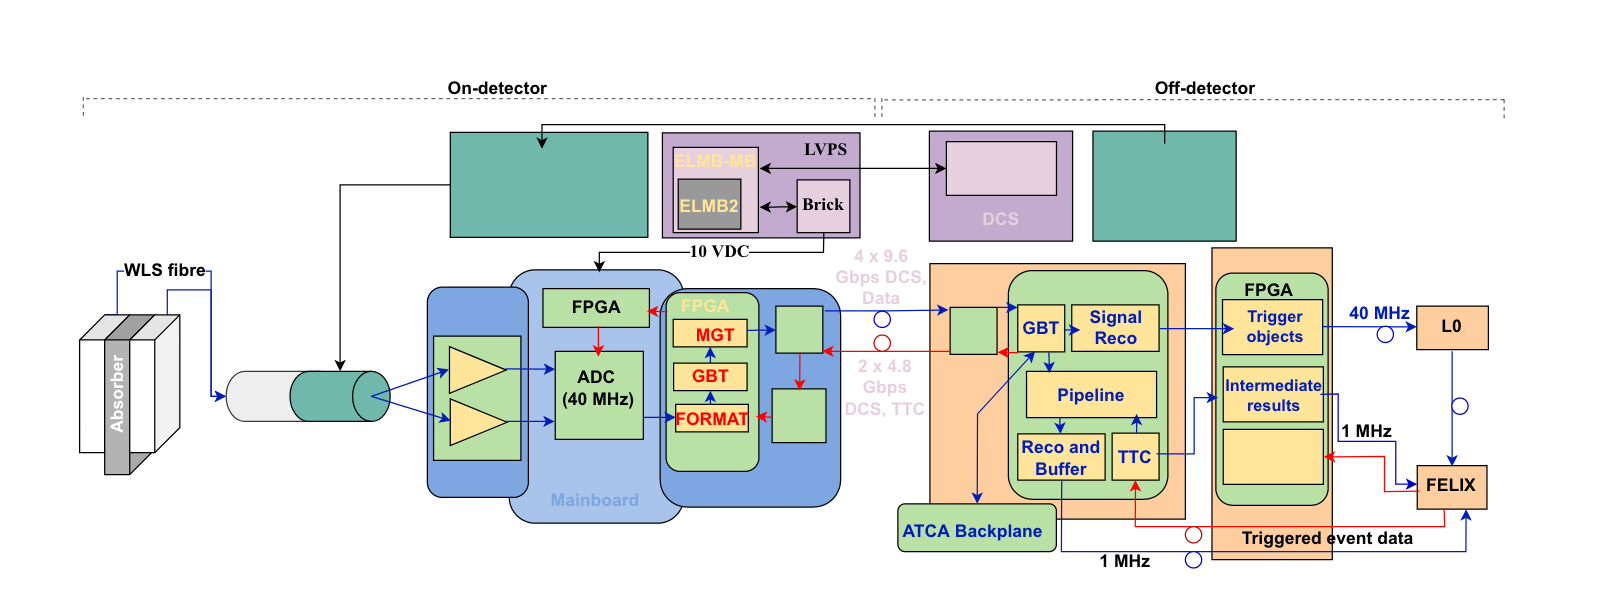 On-detector
Off-detector
ELMB-MB
LVPS
ELMB2
Brick
DCS
10 VDC
WLS fibre
Absorber
4 x 9.6
Gbps DCS,
Data
2 x 4.8
Gbps
DCS, TTC
FPGA
ADC
(40 MHz)
Mainboard
FPGA
MGT
GBT
FORMAT
GBT
Signal
Reco
Pipeline
Reco and
Buffer
TTC
ATCA Backplane
FPGA
Trigger
objects
Intermediate
results
40 MHz
L0
1 MHz
FELIX
Triggered event data
1 MHz